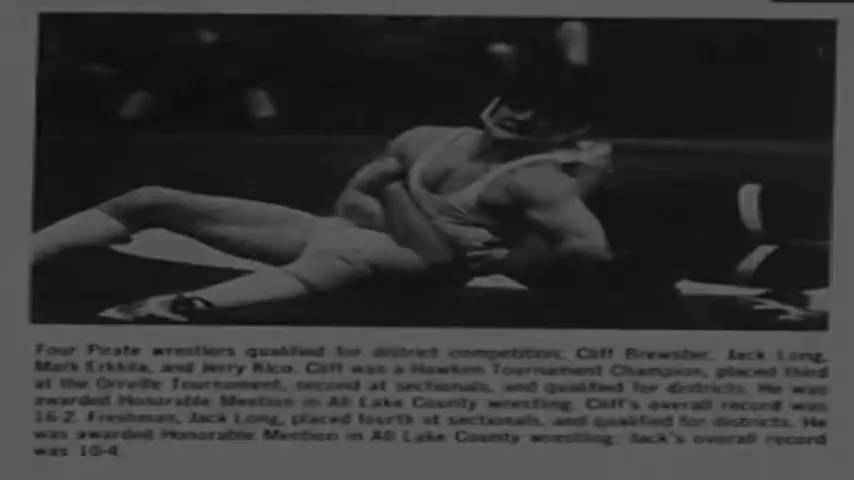 Four Pirate wrestlers qualified for district competition; Cliff Brewster, Jack Long,
Mark Erkkila, and Jerry Rico. Cliff was a Hawken Tournament Champion, placed third
at the Orrville Tournament, second at sectionals, and qualified for districts. He was
awarded Honorable Mention in All Lake County wrestling. Cliff's overall record was
16-2. Freshman, Jack Long, placed fourth at sectionals, and qualified for districts. He
was awarded Honorable Mention in All Lake County wrestling. Jack's overall record
was 10-4.